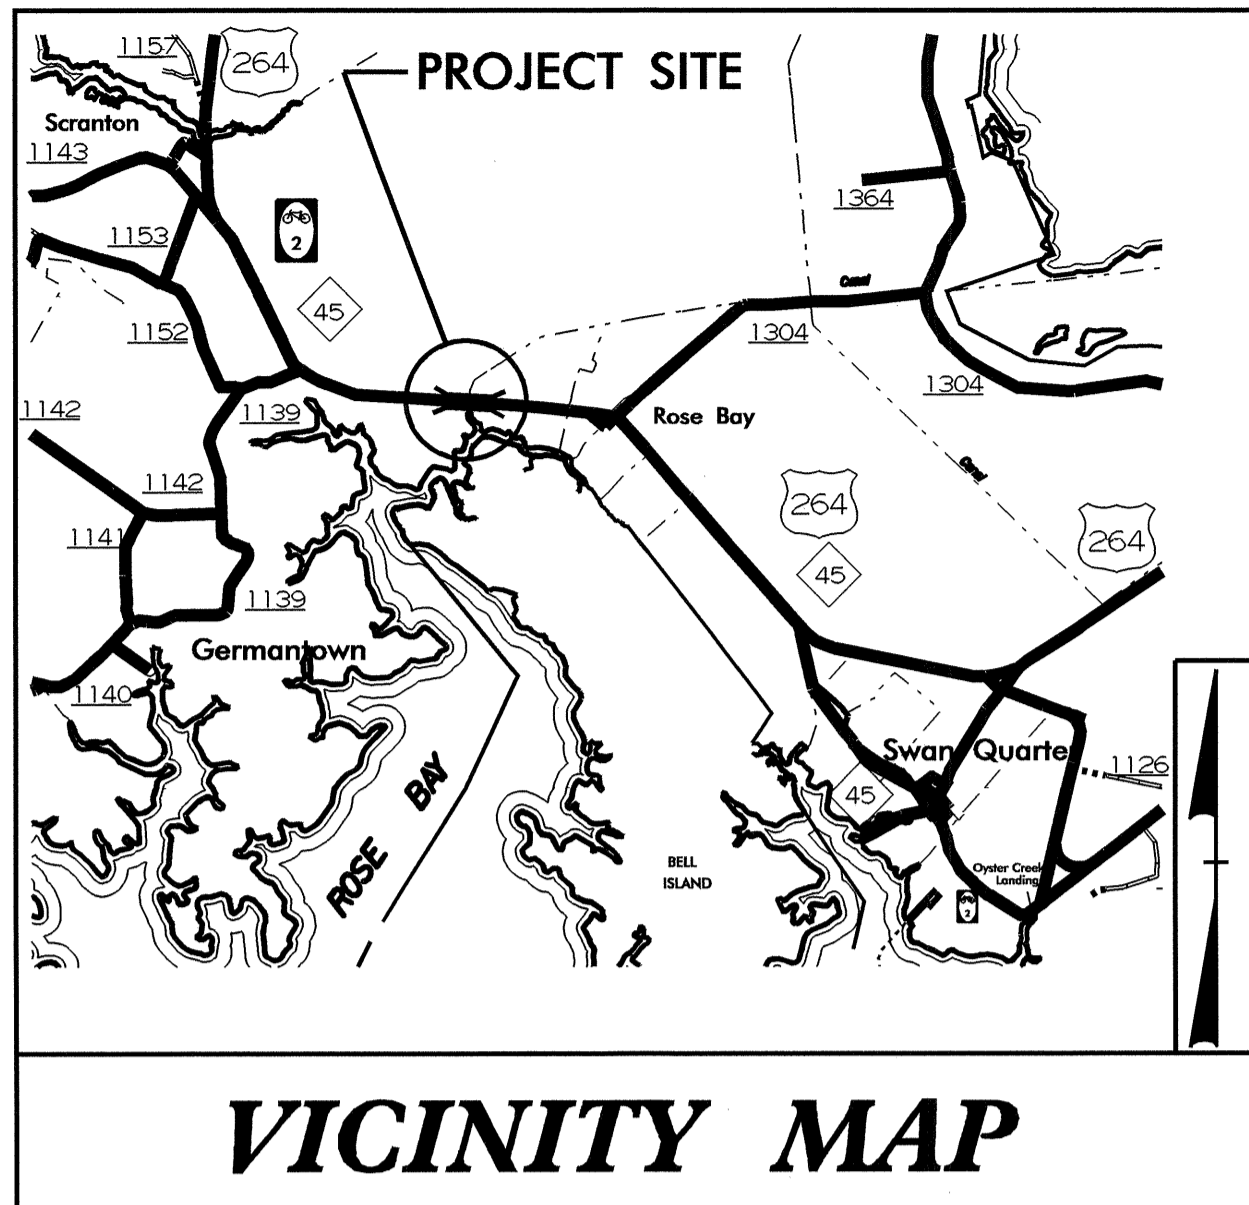 1157
264
PROJECT SITE
Creek
Scranton
1143
1364
1153
2
45
Canal
1152
1304
1304
1142
1139
Rose Bay
Canal
1142
264
264
1141
45
1139
Germantown
1140
Swan Quarter
1126
45
ROSE BAY
BELL
ISLAND
Oyster Creek
Landing
2
VICINITY MAP